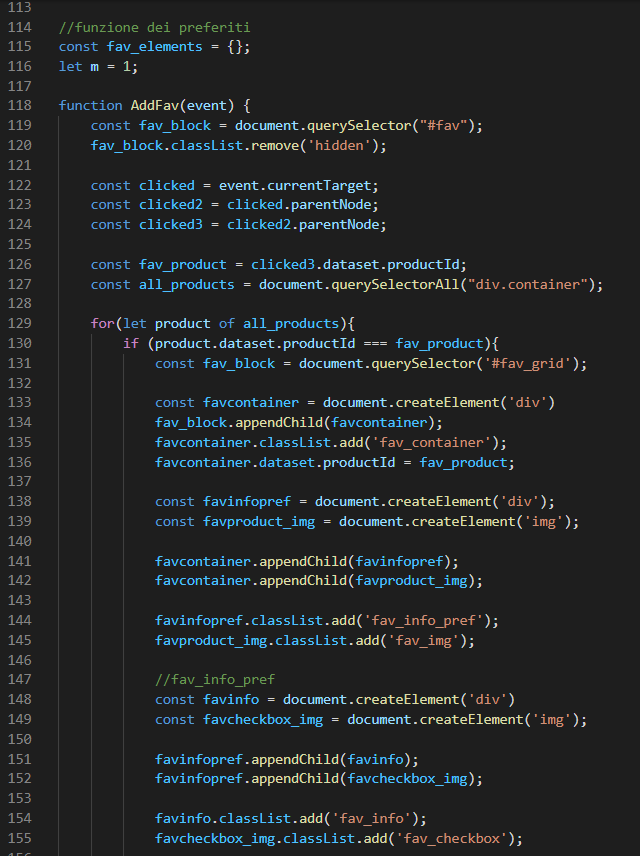 113
114 //funzione dei preferiti
115 const fav_elements = {};
116 let m = 1;
117
118 function AddFav(event) {
119 const fav_block = document.querySelector("#fav");
120 fav_block.classList.remove('hidden');
121
122 const clicked = event.currentTarget;
123 const clicked2 = clicked.parentNode;
124 const clicked3 = clicked2.parentNode;
125
126 const fav_product = clicked3.dataset.productId;
127 const all_products = document.querySelectorAll("div.container");
128
129 for(let product of all_products){
130 if (product.dataset.productId === fav_product){
131 const fav_block = document.querySelector('#fav_grid');
132
133 const favcontainer = document.createElement('div')
134 fav_block.appendChild(favcontainer);
135 favcontainer.classList.add('fav_container');
136 favcontainer.dataset.productId = fav_product;
137
138 const favinfopref = document.createElement('div');
139 const favproduct_img = document.createElement('img');
140
141 favcontainer.appendChild(favinfopref);
142 favcontainer.appendChild(favproduct_img);
143
144 favinfopref.classList.add('fav_info_pref');
145 favproduct_img.classList.add('fav_img');
146
147 //fav_info_pref
148 const favinfo = document.createElement('div')
149 const favcheckbox_img = document.createElement('img');
150
151 favinfopref.appendChild(favinfo);
152 favinfopref.appendChild(favcheckbox_img);
153
154 favinfo.classList.add('fav_info');
155 favcheckbox_img.classList.add('fav_checkbox');